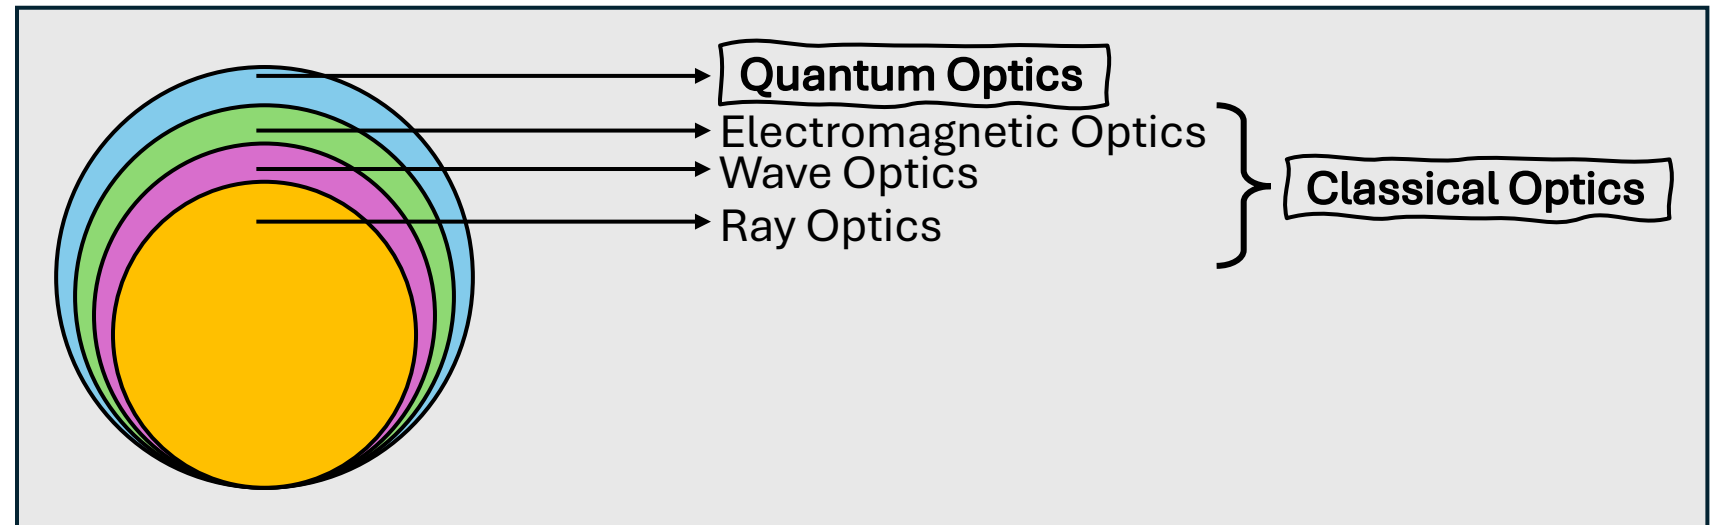 Quantum Optics
Electromagnetic Optics
Wave Optics
Ray Optics
Classical Optics